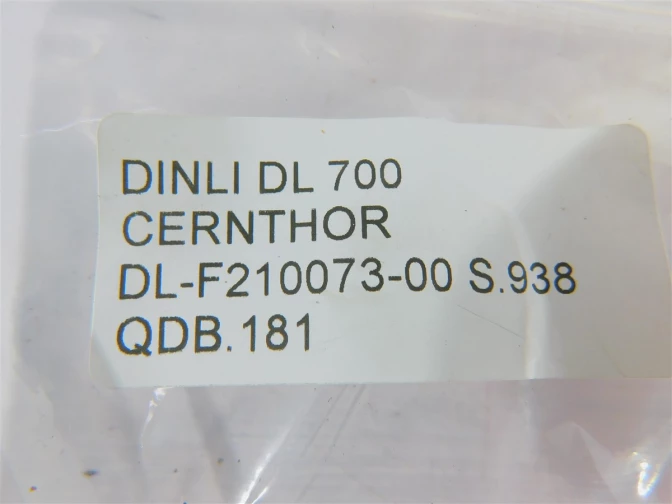 DINLI DL 700
CERNTHOR
DL-F210073-00 S.938
QDB.181